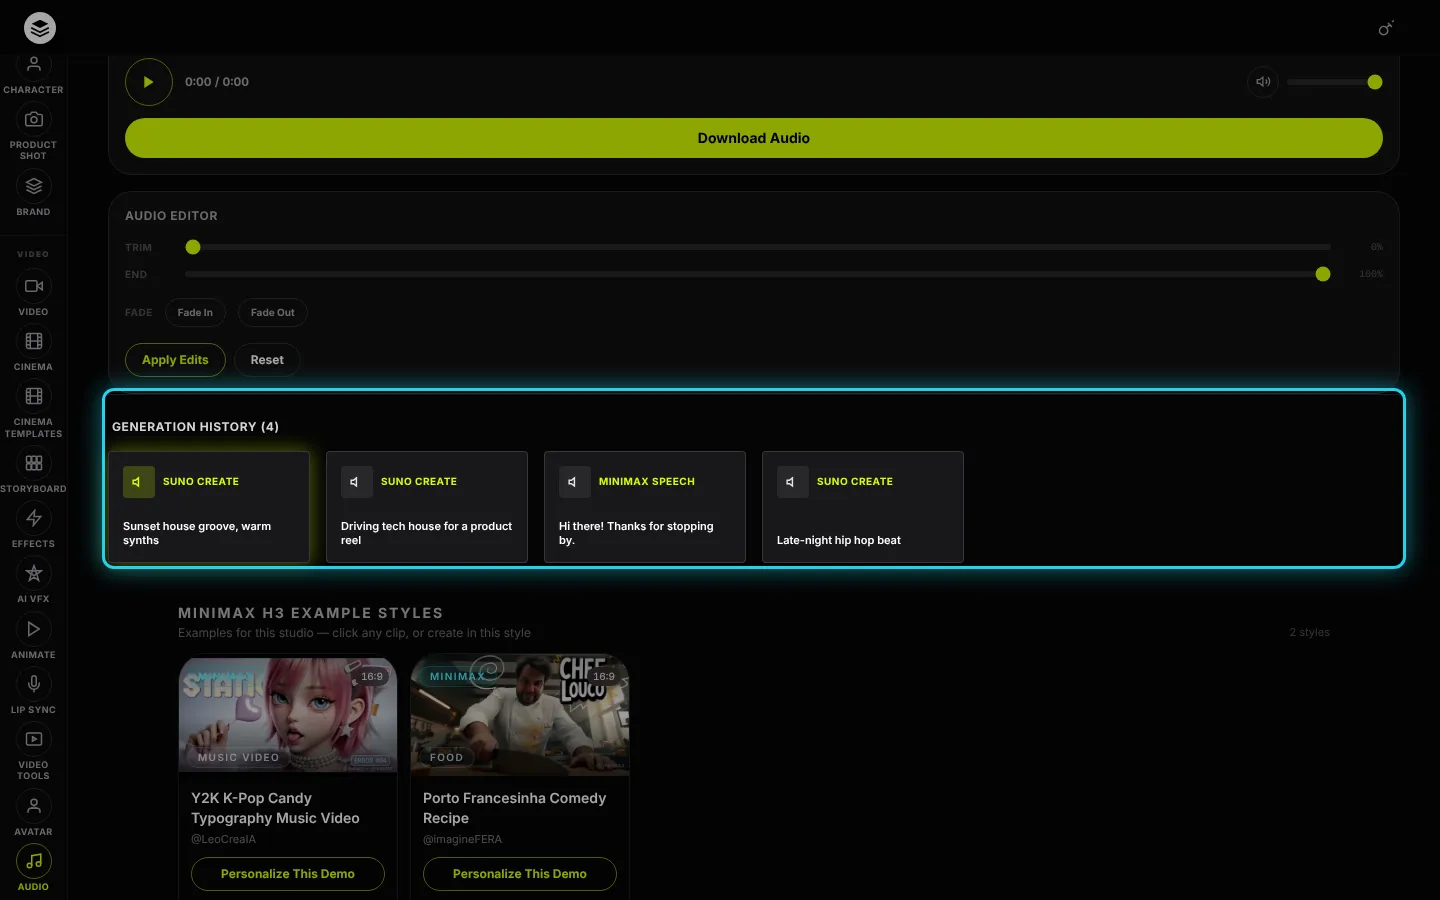 CHARACTER
PRODUCT
SHOT
BRAND
VIDEO
VIDEO
CINEMA
CINEMA
TEMPLATES
STORYBOARD
EFFECTS
AI VFX
ANIMATE
LIP SYNC
VIDEO
TOOLS
AVATAR
AUDIO
0:00 / 0:00
Download Audio
AUDIO EDITOR
TRIM
0%
END
100%
FADE
Fade In
Fade Out
Apply Edits
Reset
GENERATION HISTORY (4)
SUNO CREATE
Sunset house groove, warm
synths
SUNO CREATE
Driving tech house for a product
reel
MINIMAX SPEECH
Hi there! Thanks for stopping
by.
SUNO CREATE
Late-night hip hop beat
MINIMAX H3 EXAMPLE STYLES
Examples for this studio — click any clip, or create in this style
2 styles
16:9
MUSIC VIDEO
Y2K K-Pop Candy
Typography Music Video
@LeoCreaIA
Personalize This Demo
MINIMAX
CHEF
LOUCO
16:9
FOOD
Porto Francesinha Comedy
Recipe
@imagineFERA
Personalize This Demo